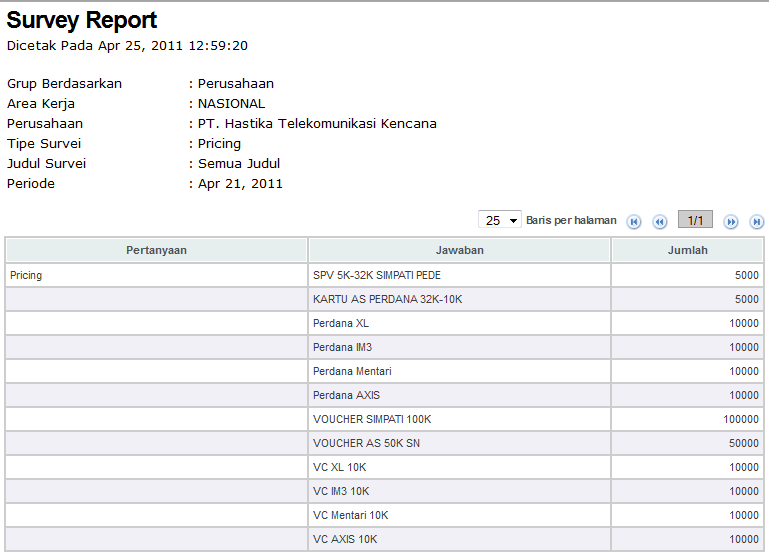 Survey Report
Dicetak Pada Apr 25, 2011 12:59:20
Grup Berdasarkan : Perusahaan
Area Kerja : NASIONAL
Perusahaan : PT. Hastika Telekomunikasi Kencana
Tipe Survei : Pricing
Judul Survei : Semua Judul
Periode : Apr 21, 2011
25 Baris per halaman 1/1
Pertanyaan Jawaban Jumlah
Pricing SPV 5K-32K SIMPATI PEDE 5000
KARTU AS PERDANA 32K-10K 5000
Perdana XL 10000
Perdana IM3 10000
Perdana Mentari 10000
Perdana AXIS 10000
VOUCHER SIMPATI 100K 100000
VOUCHER AS 50K SN 50000
VC XL 10K 10000
VC IM3 10K 10000
VC Mentari 10K 10000
VC AXIS 10K 10000